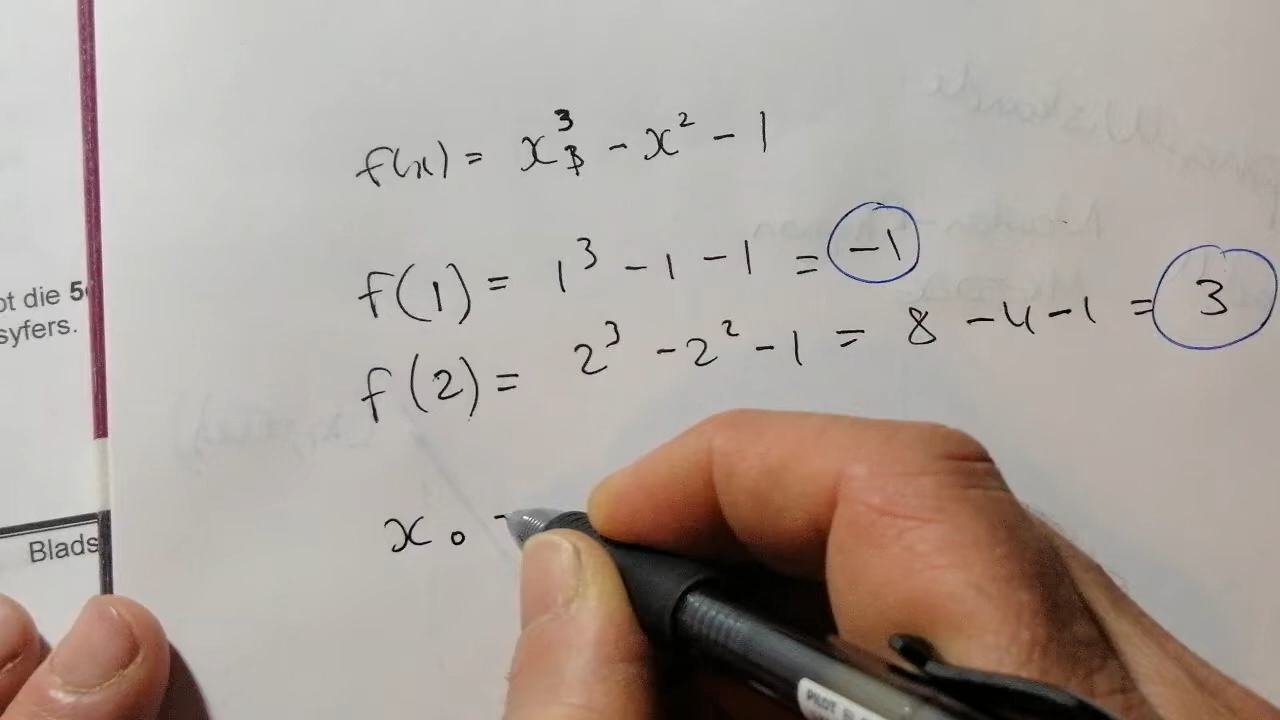 f(x) = x³ - x² - 1
f(1) = 1³ - 1 - 1 = -1
f(2) = 2³ - 2² - 1 = 8 - 4 - 1 = 3
x₀
die 5
syfers.
Blads
PILOT